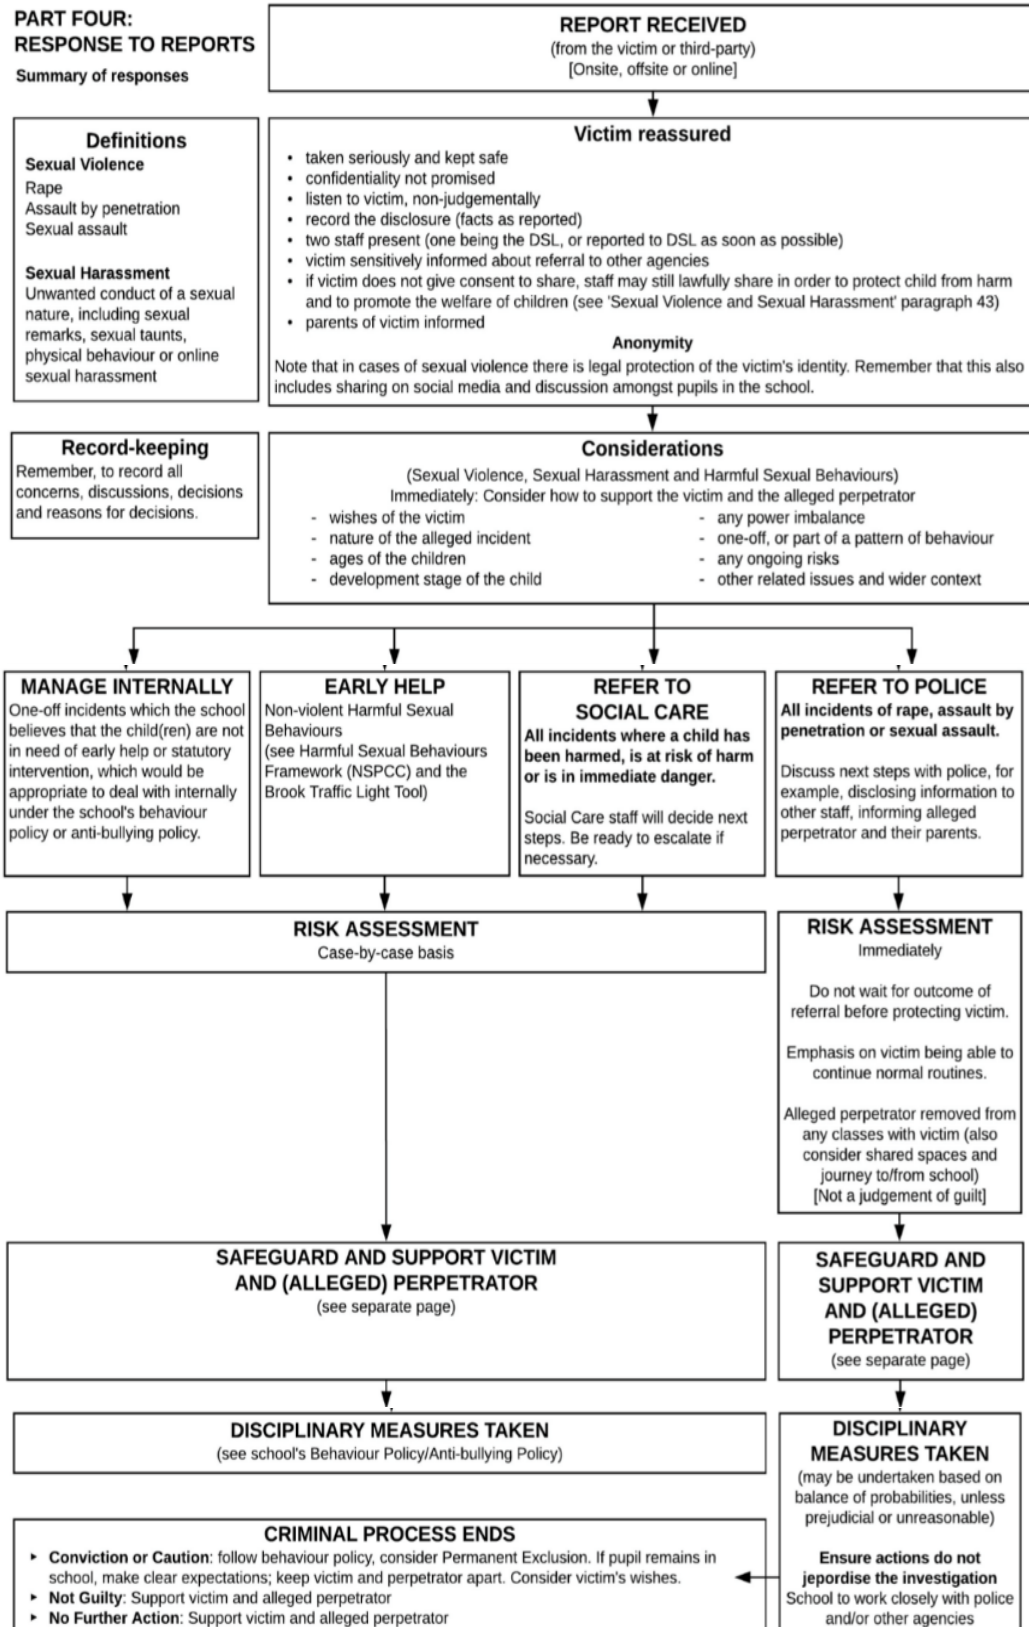 PART FOUR:
RESPONSE TO REPORTS
Summary of responses
REPORT RECEIVED
(from the victim or third-party)
[Onsite, offsite or online]
Definitions
Sexual Violence
Rape
Assault by penetration
Sexual assault
Sexual Harassment
Unwanted conduct of a sexual
nature, including sexual
remarks, sexual taunts,
physical behaviour or online
sexual harassment
Victim reassured
• taken seriously and kept safe
• confidentiality not promised
• listen to victim, non-judgementally
• record the disclosure (facts as reported)
• two staff present (one being the DSL, or reported to DSL as soon as possible)
• victim sensitively informed about referral to other agencies
• if victim does not give consent to share, staff may still lawfully share in order to protect child from harm
and to promote the welfare of children (see 'Sexual Violence and Sexual Harassment' paragraph 43)
• parents of victim informed
Anonymity
Note that in cases of sexual violence there is legal protection of the victim's identity. Remember that this also
includes sharing on social media and discussion amongst pupils in the school.
Record-keeping
Remember, to record all
concerns, discussions, decisions
and reasons for decisions.
Considerations
(Sexual Violence, Sexual Harassment and Harmful Sexual Behaviours)
Immediately: Consider how to support the victim and the alleged perpetrator
- wishes of the victim
- nature of the alleged incident
- ages of the children
- development stage of the child
- any power imbalance
- one-off, or part of a pattern of behaviour
- any ongoing risks
- other related issues and wider context
MANAGE INTERNALLY
One-off incidents which the school
believes that the child(ren) are not
in need of early help or statutory
intervention, which would be
appropriate to deal with internally
under the school's behaviour
policy or anti-bullying policy.
EARLY HELP
Non-violent Harmful Sexual
Behaviours
(see Harmful Sexual Behaviours
Framework (NSPCC) and the
Brook Traffic Light Tool)
REFER TO
SOCIAL CARE
All incidents where a child has
been harmed, is at risk of harm
or is in immediate danger.
Social Care staff will decide next
steps. Be ready to escalate if
necessary.
REFER TO POLICE
All incidents of rape, assault by
penetration or sexual assault.
Discuss next steps with police, for
example, disclosing information to
other staff, informing alleged
perpetrator and their parents.
RISK ASSESSMENT
Case-by-case basis
RISK ASSESSMENT
Immediately
Do not wait for outcome of
referral before protecting victim.
Emphasis on victim being able to
continue normal routines.
Alleged perpetrator removed from
any classes with victim (also
consider shared spaces and
journey to/from school)
[Not a judgement of guilt]
SAFEGUARD AND SUPPORT VICTIM
AND (ALLEGED) PERPETRATOR
(see separate page)
SAFEGUARD AND
SUPPORT VICTIM
AND (ALLEGED)
PERPETRATOR
(see separate page)
DISCIPLINARY MEASURES TAKEN
(see school's Behaviour Policy/Anti-bullying Policy)
DISCIPLINARY
MEASURES TAKEN
(may be undertaken based on
balance of probabilities, unless
prejudicial or unreasonable)
Ensure actions do not
jepordise the investigation
School to work closely with police
and/or other agencies
CRIMINAL PROCESS ENDS
‣ Conviction or Caution: follow behaviour policy, consider Permanent Exclusion. If pupil remains in
school, make clear expectations; keep victim and perpetrator apart. Consider victim's wishes.
‣ Not Guilty: Support victim and alleged perpetrator
‣ No Further Action: Support victim and alleged perpetrator